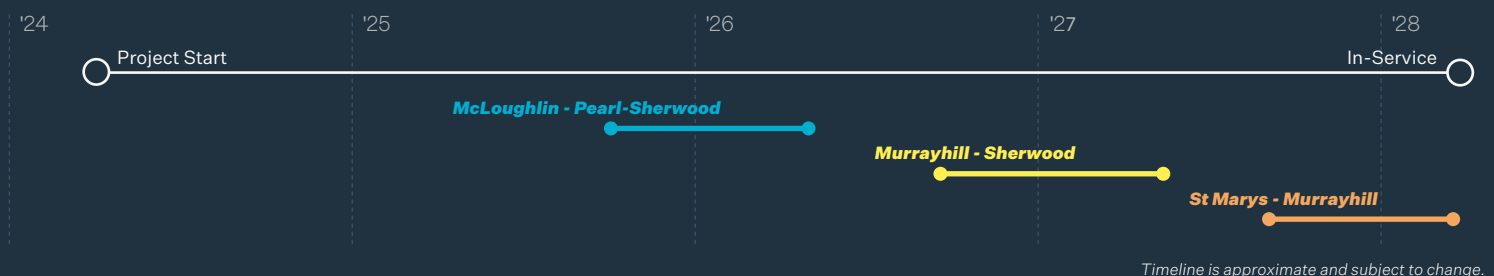 '24
'25
'26
'27
'28
Project Start
In-Service
McLoughlin - Pearl-Sherwood
Murrayhill - Sherwood
St Marys - Murrayhill
Timeline is approximate and subject to change.